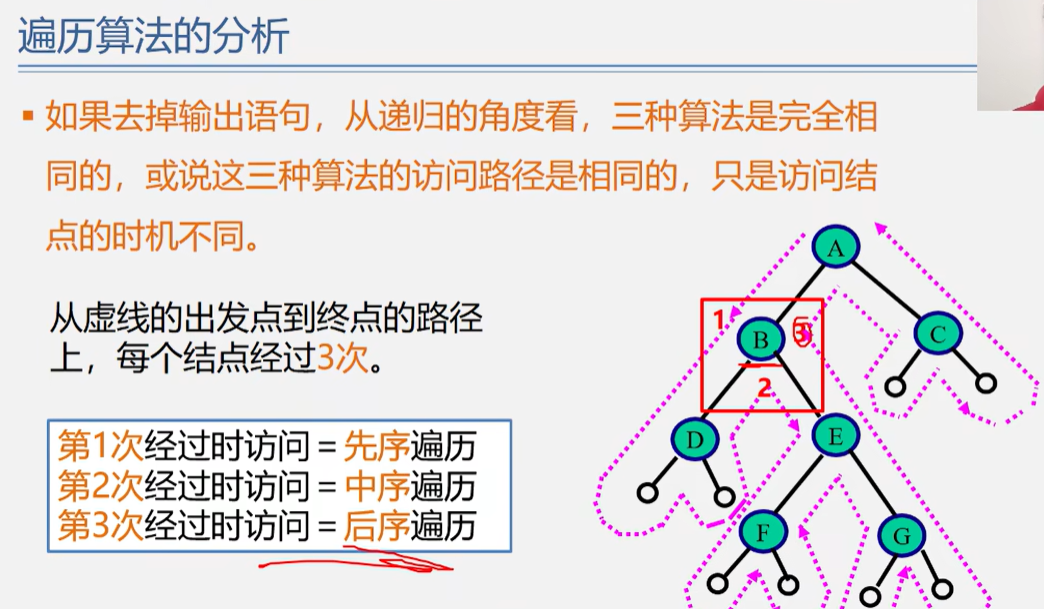 遍历算法的分析
▪ 如果去掉输出语句，从递归的角度看，三种算法是完全相
同的，或说这三种算法的访问路径是相同的，只是访问结
点的时机不同。
从虚线的出发点到终点的路径
上，每个结点经过3次。
第1次经过时访问＝先序遍历
第2次经过时访问＝中序遍历
第3次经过时访问＝后序遍历
A
1 B 3
C
2
D
E
F
G